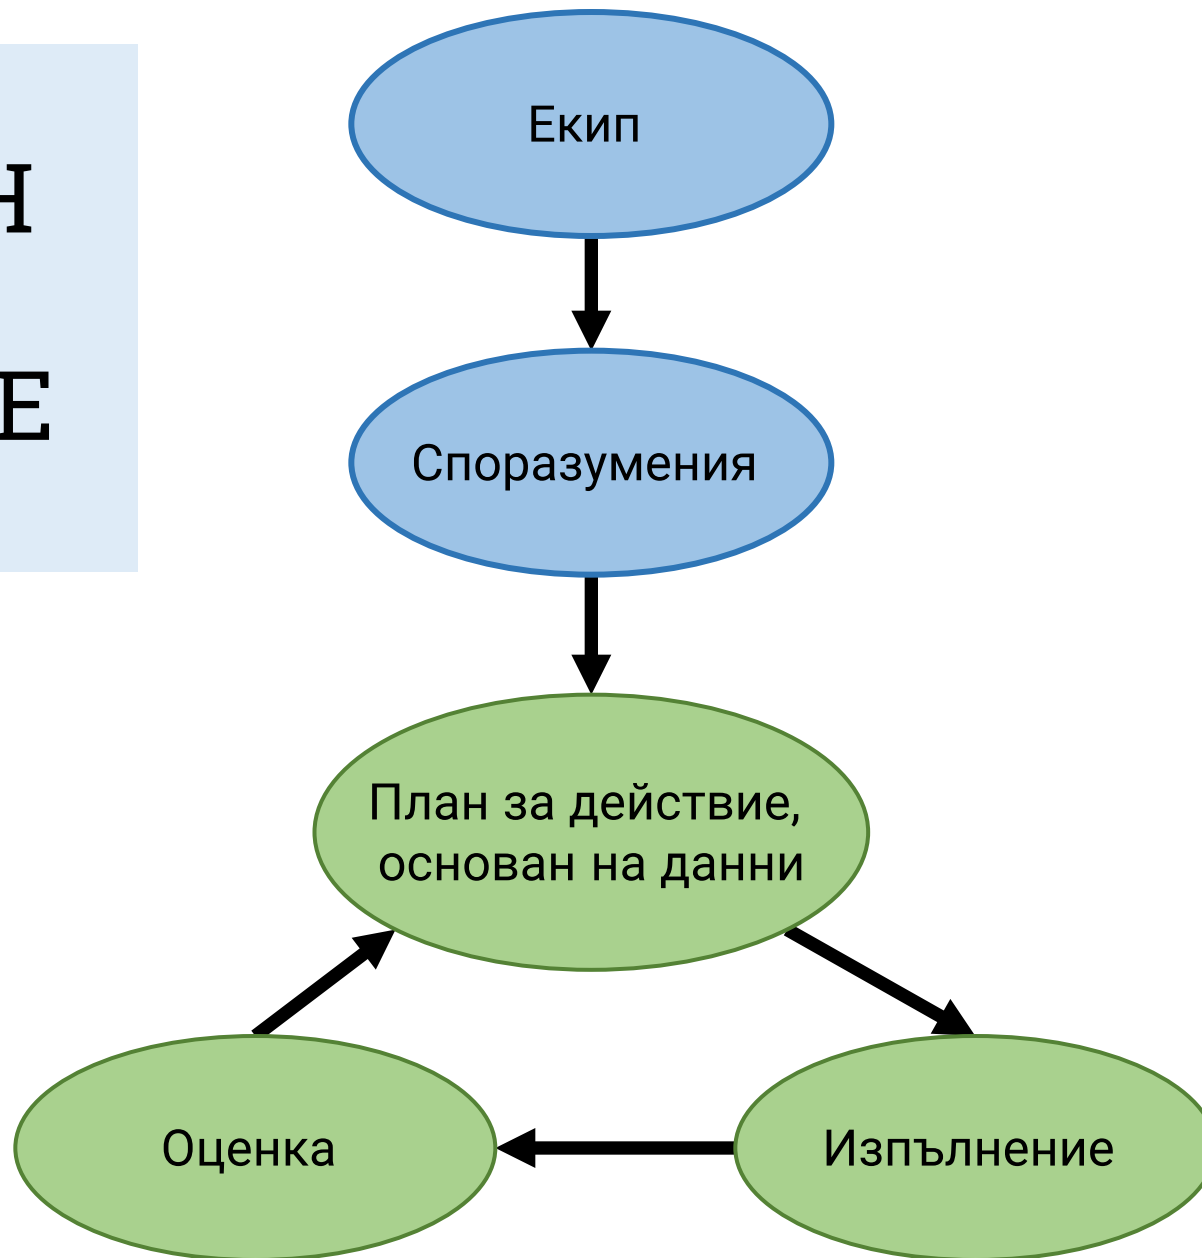 Екип
Споразумения
План за действие,
основан на данни
Оценка
Изпълнение